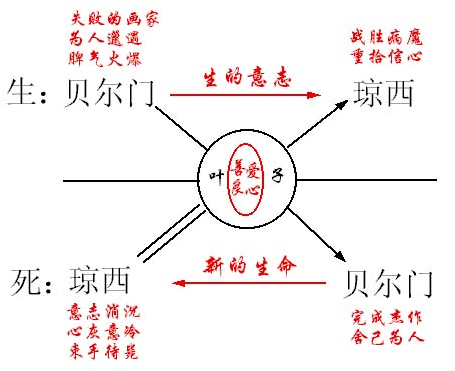 失败的画家
为人邋遢
脾气火爆
战胜病魔
重拾信心
生：贝尔门
生的意志
琼西
叶
善爱
良心
子
死：琼西
新的生命
贝尔门
意志消沉
心灰意冷
束手待毙
完成杰作
舍己为人